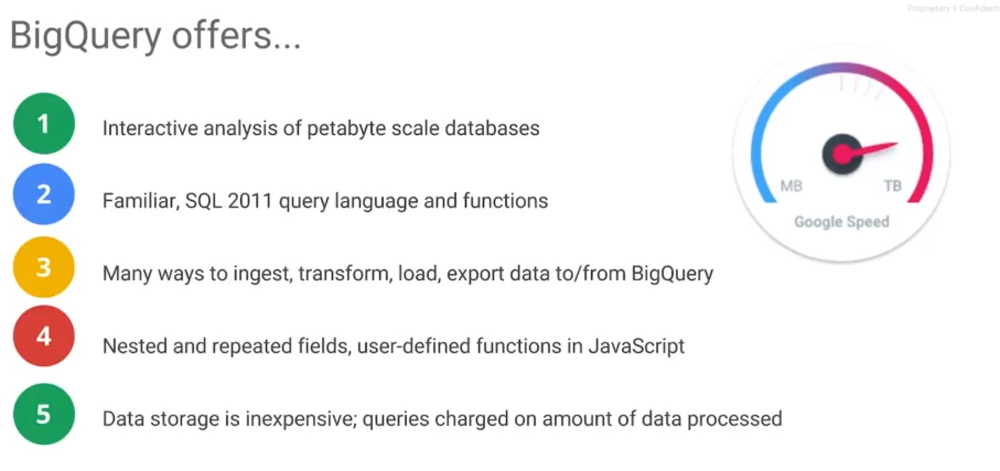 Proprietary + Confidenti
BigQuery offers...
1
Interactive analysis of petabyte scale databases
2
Familiar, SQL 2011 query language and functions
3
Many ways to ingest, transform, load, export data to/from BigQuery
4
Nested and repeated fields, user-defined functions in JavaScript
5
Data storage is inexpensive; queries charged on amount of data processed
MB
TB
Google Speed